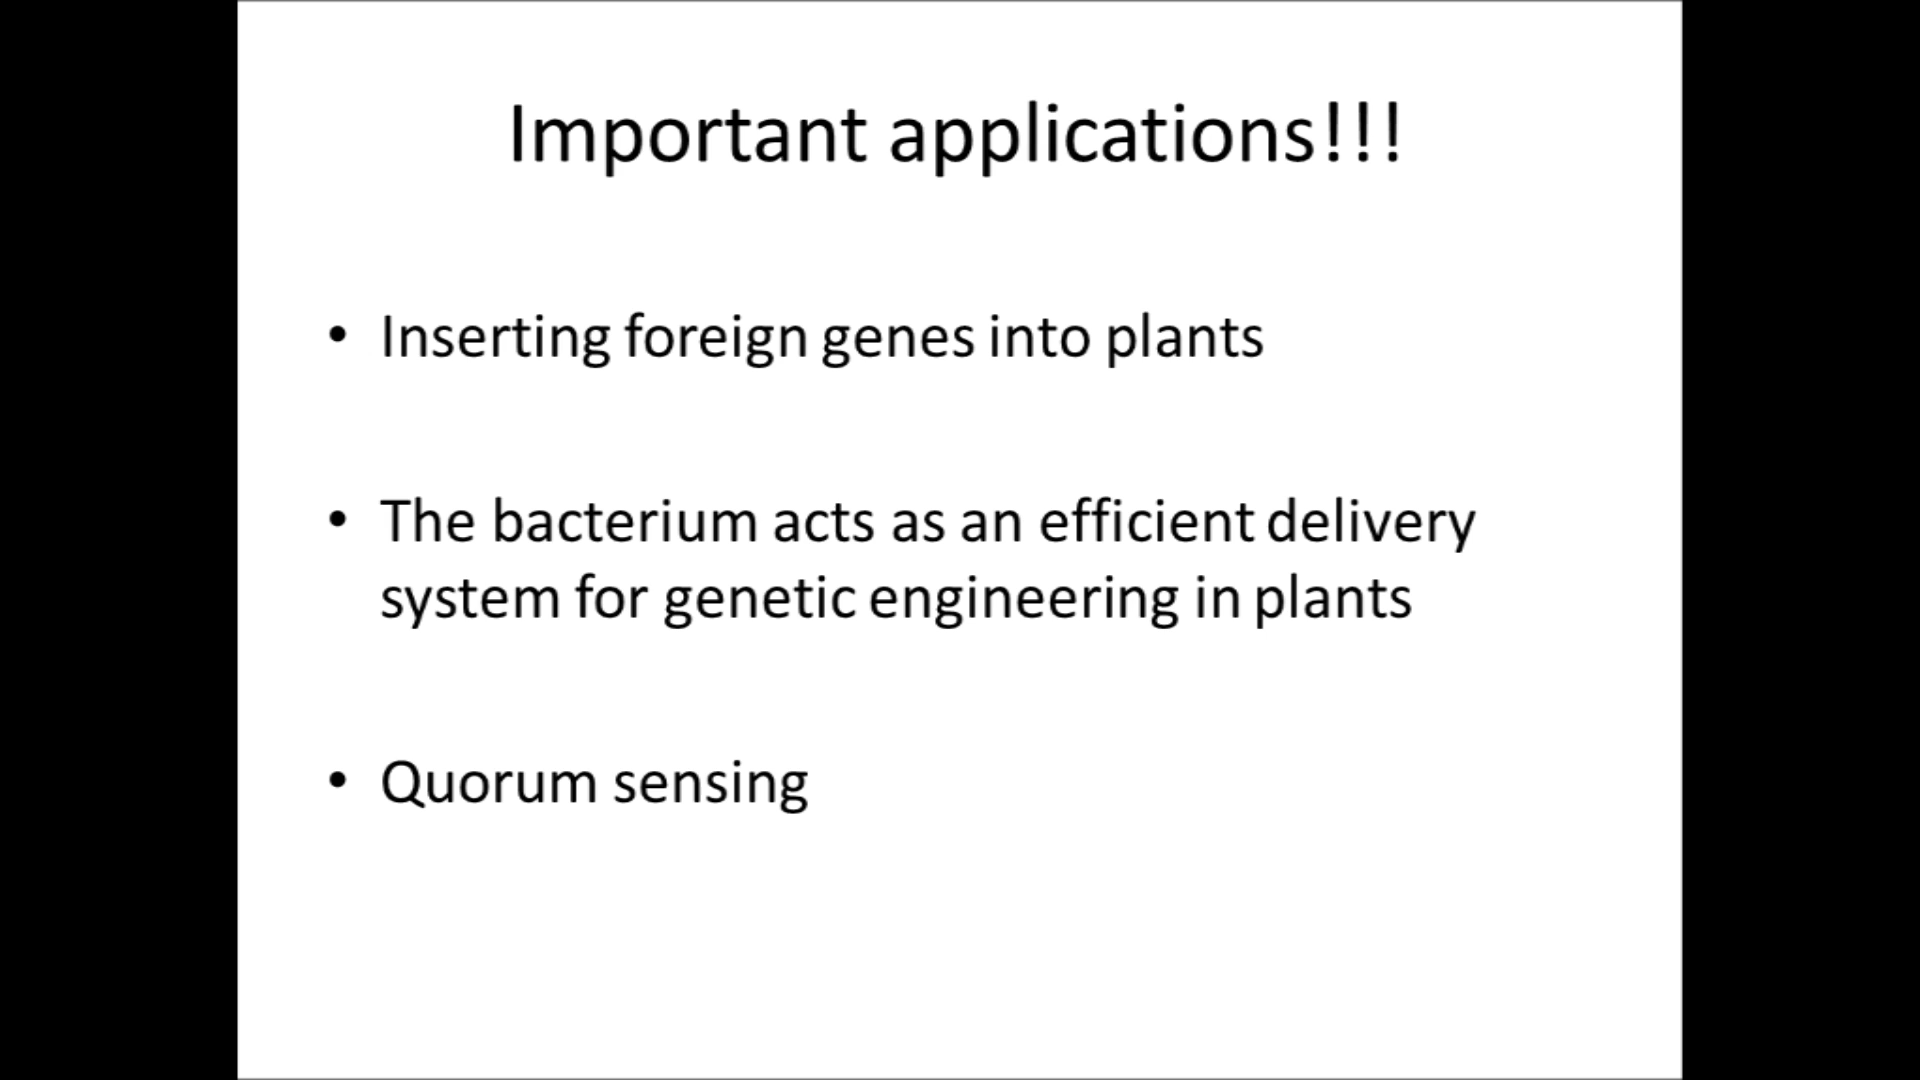 Important applications!!!
• Inserting foreign genes into plants
• The bacterium acts as an efficient delivery
system for genetic engineering in plants
• Quorum sensing